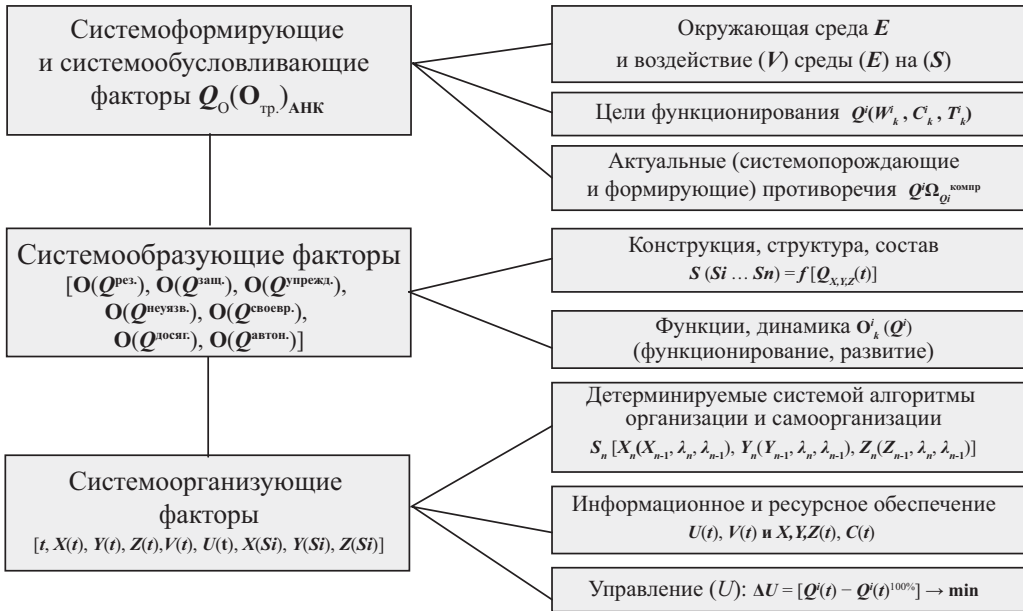 Системоформирующие
и системообусловливающие
факторы Q_O(O_тр.)_АНК
Окружающая среда E
и воздействие (V) среды (E) на (S)
Цели функционирования Q^i(W^i_k, C^i_k, T^i_k)
Актуальные (системопорождающие
и формирующие) противоречия Q^iΩ_Qi^компр
Системообразующие факторы
[O(Q^рез.), O(Q^защ.), O(Q^упрежд.),
O(Q^неуязв.), O(Q^своевр.),
O(Q^досяг.), O(Q^автон.)]
Конструкция, структура, состав
S (Si … Sn) = f [Q_X,Y,Z(t)]
Функции, динамика O^i_k (Q^i)
(функционирование, развитие)
Системоорганизующие
факторы
[t, X(t), Y(t), Z(t),V(t), U(t), X(Si), Y(Si), Z(Si)]
Детерминируемые системой алгоритмы
организации и самоорганизации
S_n [X_n(X_n-1, λ_n, λ_n-1), Y_n(Y_n-1, λ_n, λ_n-1), Z_n(Z_n-1, λ_n, λ_n-1)]
Информационное и ресурсное обеспечение
U(t), V(t) и X,Y,Z(t), C(t)
Управление (U): ΔU = [Q^i(t) − Q^i(t)^100%] → min